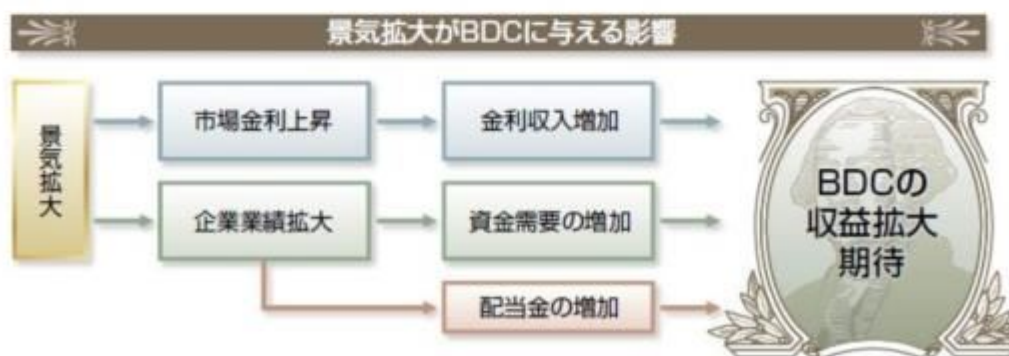 景気拡大がBDCに与える影響
景気拡大
市場金利上昇
金利収入増加
企業業績拡大
資金需要の増加
配当金の増加
BDCの
収益拡大
期待